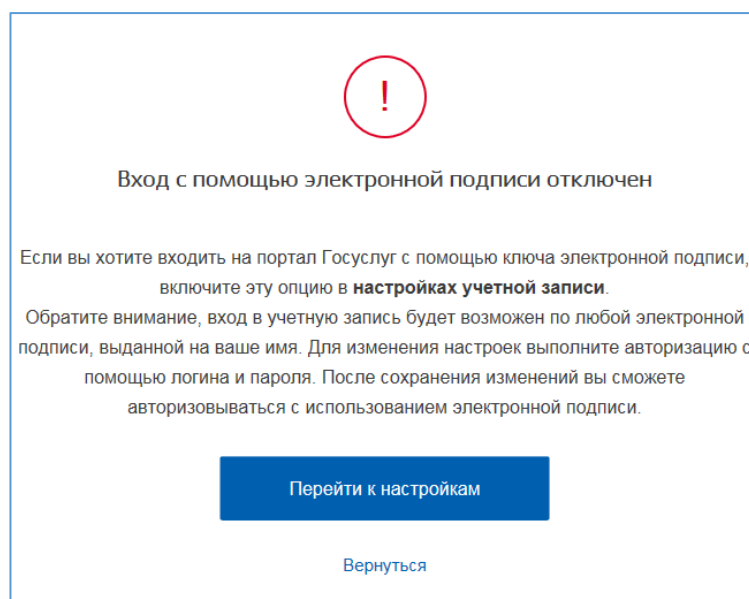 !
Вход с помощью электронной подписи отключен
Если вы хотите входить на портал Госуслуг с помощью ключа электронной подписи,
включите эту опцию в настройках учетной записи.
Обратите внимание, вход в учетную запись будет возможен по любой электронной
подписи, выданной на ваше имя. Для изменения настроек выполните авторизацию с
помощью логина и пароля. После сохранения изменений вы сможете
авторизовываться с использованием электронной подписи.
Перейти к настройкам
Вернуться